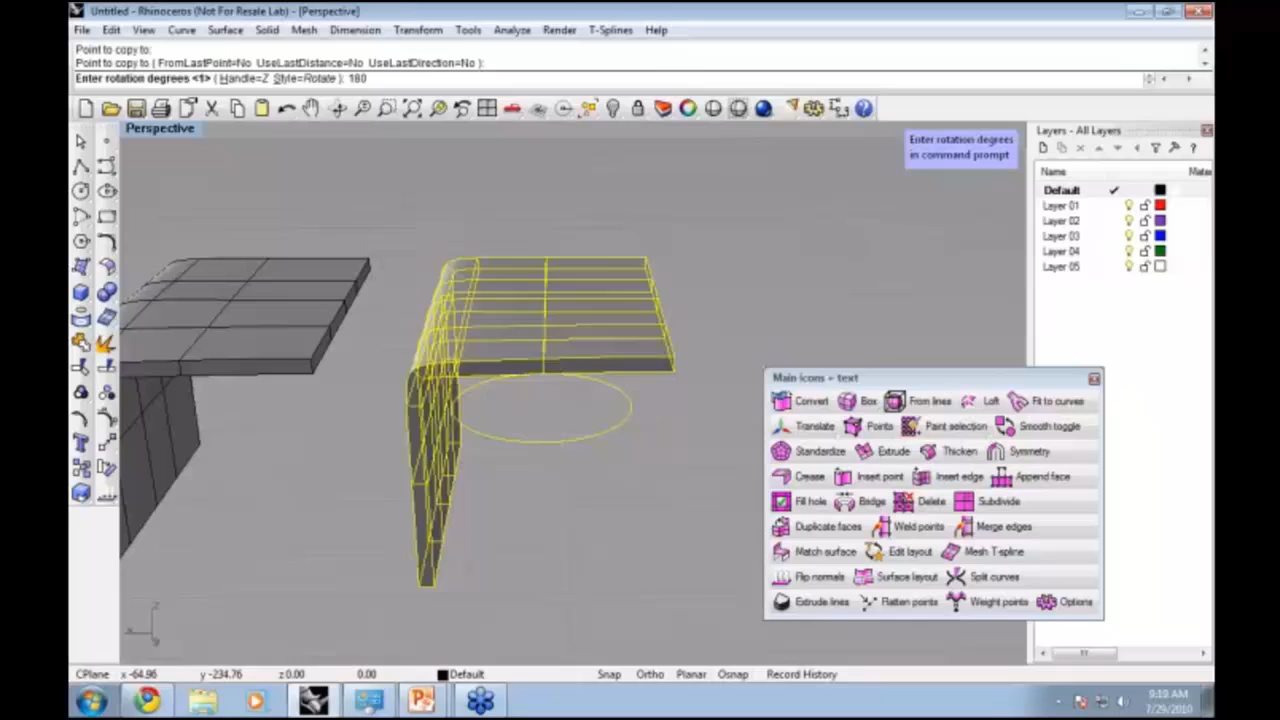 Untitled - Rhinoceros (Not For Resale Lab) - [Perspective]
File Edit View Curve Surface Solid Mesh Dimension Transform Tools Analyze Render T-Splines Help
Point to copy to:
Point to copy to ( FromLastPoint=No UseLastDistance=No UseLastDirection=No ):
Enter rotation degrees <1> ( Handle=Z Style=Rotate ): 180
Perspective
Enter rotation degrees
in command prompt
Layers - All Layers
Name Mater
Default
Layer 01
Layer 02
Layer 03
Layer 04
Layer 05
Main icons + text
Convert Box From lines Loft Fit to curves
Translate Points Paint selection Smooth toggle
Standardize Extrude Thicken Symmetry
Crease Insert point Insert edge Append face
Fill hole Bridge Delete Subdivide
Duplicate faces Weld points Merge edges
Match surface Edit layout Mesh T-spline
Flip normals Surface layout Split curves
Extrude lines Flatten points Weight points Options
CPlane x -64.96 y -234.76 z 0.00 0.00 Default Snap Ortho Planar Osnap Record History
9:19 AM
7/29/2010